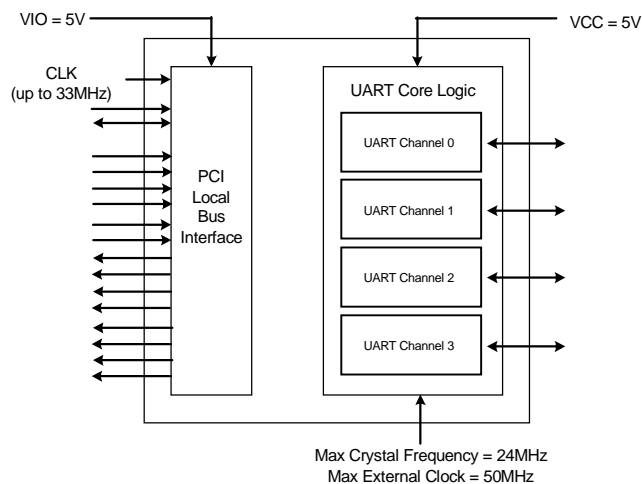 VIO = 5V
VCC = 5V
CLK
(up to 33MHz)
PCI
Local
Bus
Interface
UART Core Logic
UART Channel 0
UART Channel 1
UART Channel 2
UART Channel 3
Max Crystal Frequency = 24MHz
Max External Clock = 50MHz